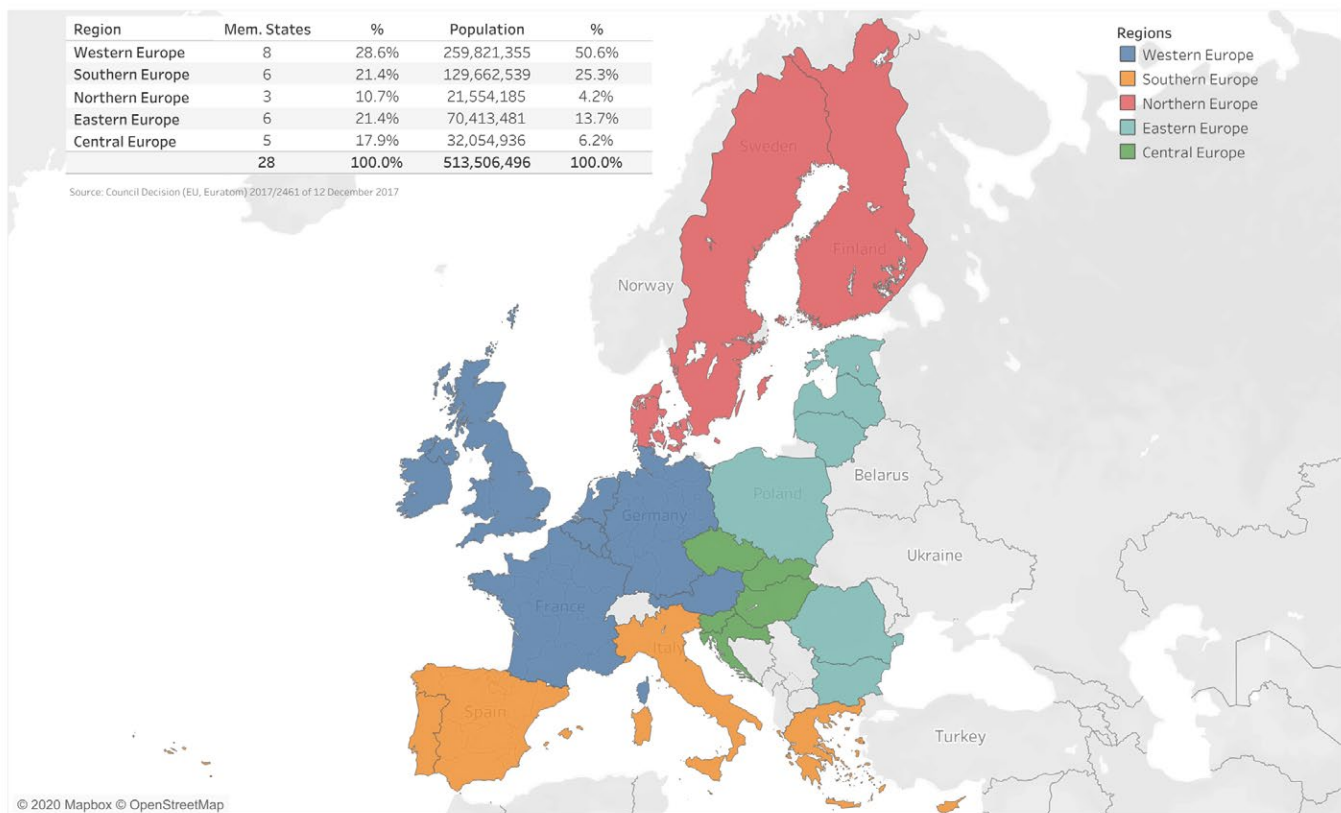 Region Mem. States % Population %
Western Europe 8 28.6% 259,821,355 50.6%
Southern Europe 6 21.4% 129,662,539 25.3%
Northern Europe 3 10.7% 21,554,185 4.2%
Eastern Europe 6 21.4% 70,413,481 13.7%
Central Europe 5 17.9% 32,054,936 6.2%
28 100.0% 513,506,496 100.0%
Source: Council Decision (EU, Euratom) 2017/2461 of 12 December 2017
Regions
Western Europe
Southern Europe
Northern Europe
Eastern Europe
Central Europe
Sweden
Finland
Norway
Belarus
Poland
Germany
Ukraine
France
Italy
Spain
Turkey
© 2020 Mapbox © OpenStreetMap